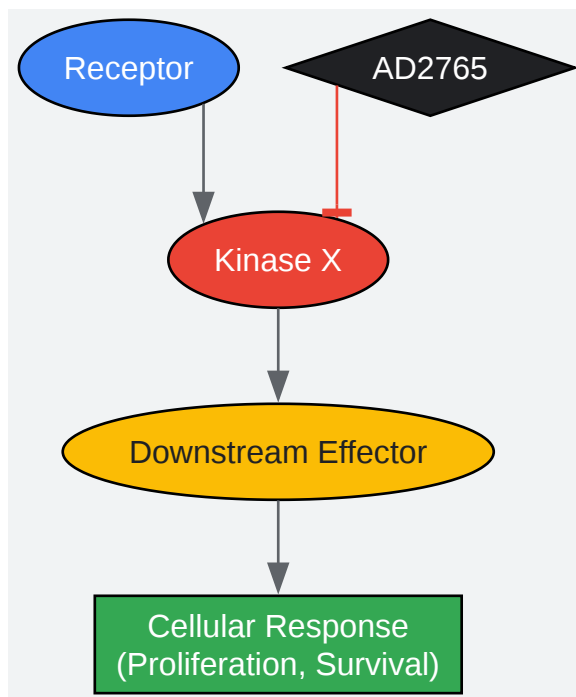 Receptor
AD2765
Kinase X
Downstream Effector
Cellular Response
(Proliferation, Survival)